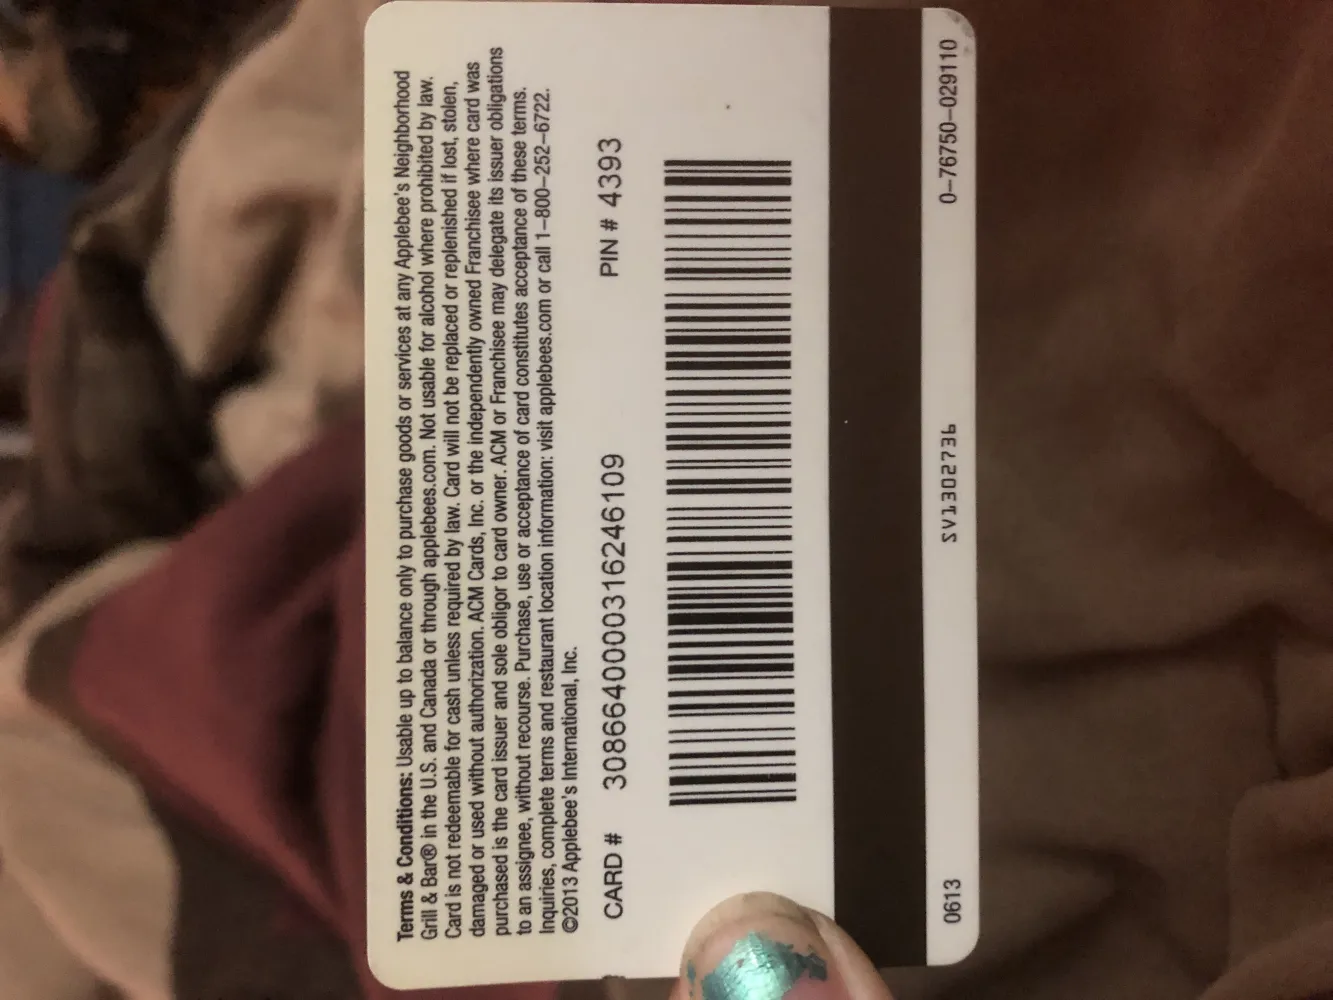 Terms & Conditions: Usable up to balance only to purchase goods or services at any Applebee's Neighborhood
Grill & Bar® in the U.S. and Canada or through applebees.com. Not usable for alcohol where prohibited by law.
Card is not redeemable for cash unless required by law. Card will not be replaced or replenished if lost, stolen,
damaged or used without authorization. ACM Cards, Inc. or the independently owned Franchisee where card was
purchased is the card issuer and sole obligor to card owner. ACM or Franchisee may delegate its issuer obligations
to an assignee, without recourse. Purchase, use or acceptance of card constitutes acceptance of these terms.
Inquiries, complete terms and restaurant location information: visit applebees.com or call 1-800-252-6722.
©2013 Applebee's International, Inc.
CARD # 3086640000316246109 PIN # 4393
0613 SV1302736 0-76750-029110